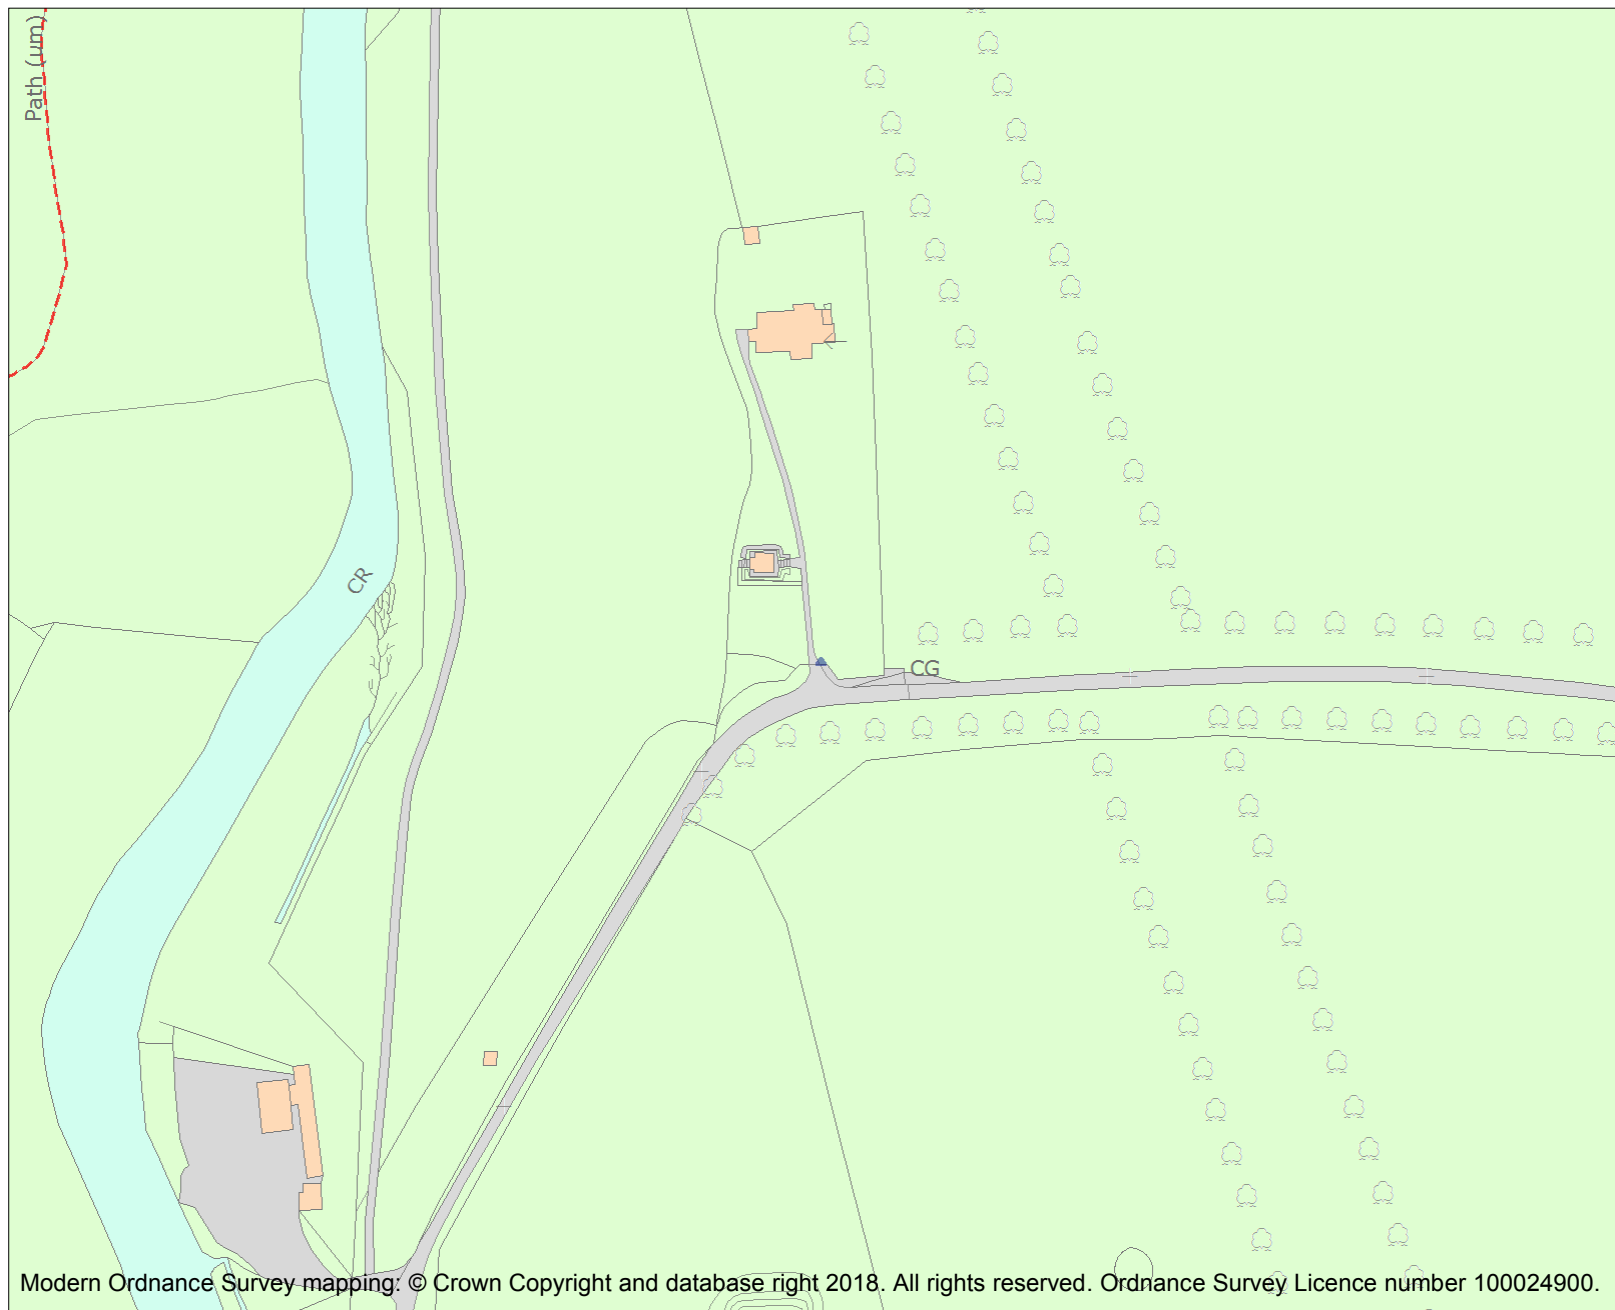 Path (um)
CR
CG
Modern Ordnance Survey mapping: © Crown Copyright and database right 2018. All rights reserved. Ordnance Survey Licence number 100024900.